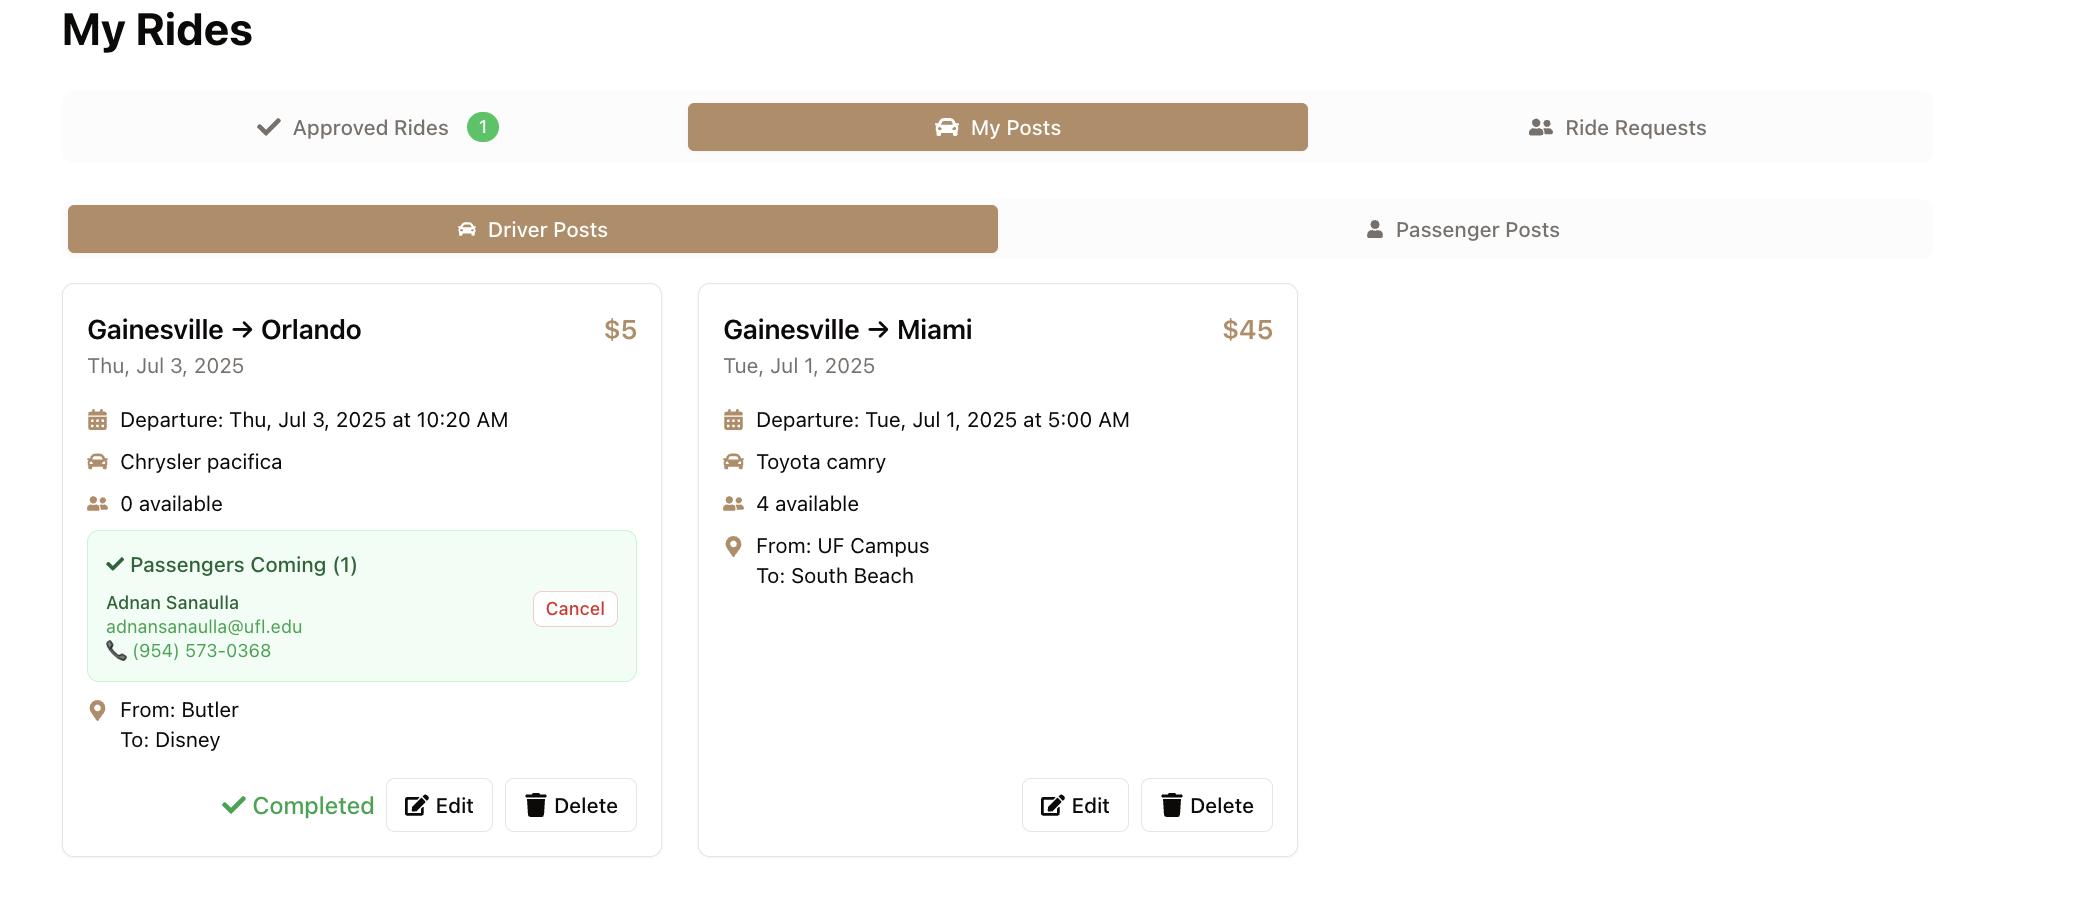 My Rides
Approved Rides 1
My Posts
Ride Requests
Driver Posts
Passenger Posts
Gainesville → Orlando $5
Thu, Jul 3, 2025
Departure: Thu, Jul 3, 2025 at 10:20 AM
Chrysler pacifica
0 available
Passengers Coming (1)
Adnan Sanaulla
adnansanaulla@ufl.edu
(954) 573-0368
Cancel
From: Butler
To: Disney
Completed
Edit
Delete
Gainesville → Miami $45
Tue, Jul 1, 2025
Departure: Tue, Jul 1, 2025 at 5:00 AM
Toyota camry
4 available
From: UF Campus
To: South Beach
Edit
Delete